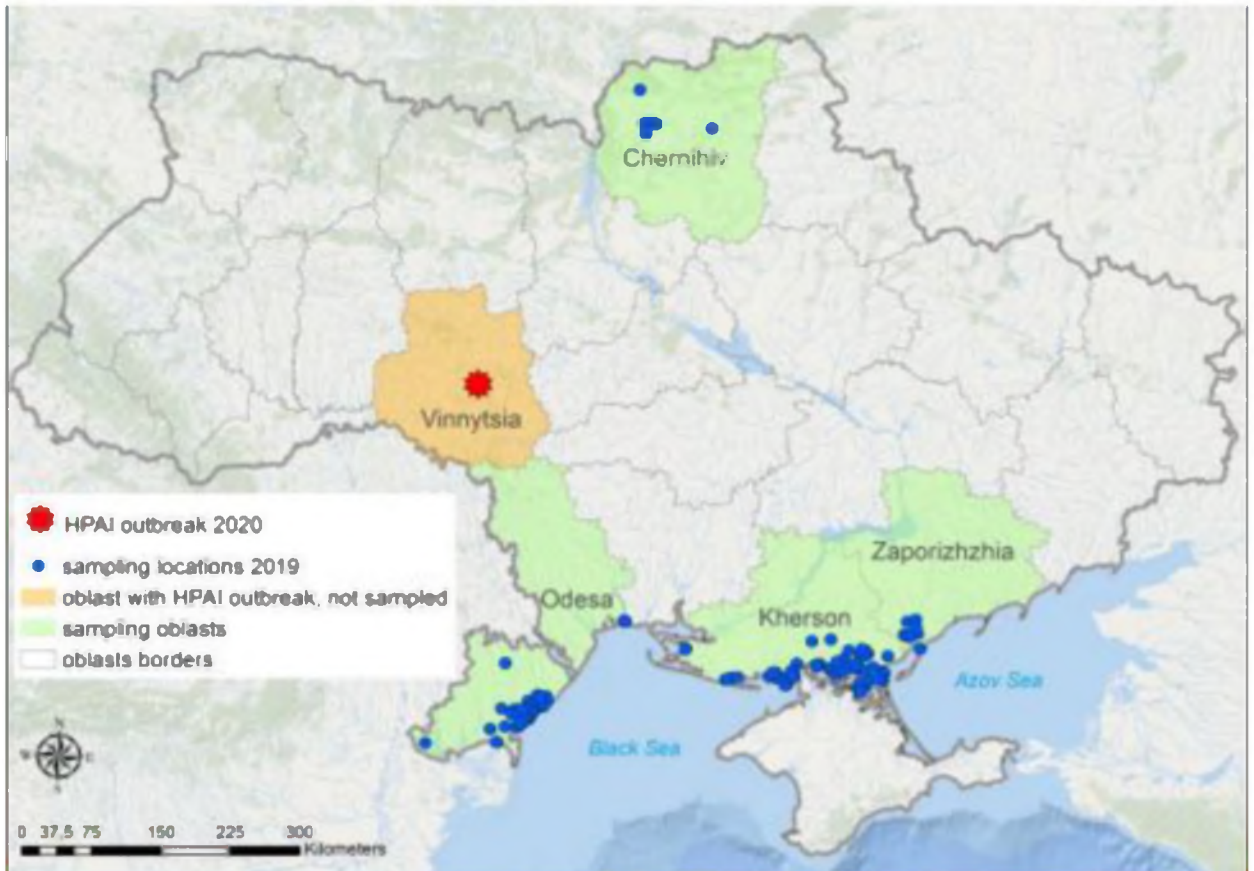 Chernihiv
Vinnytsia
HPAI outbreak 2020
sampling locations 2019
oblast with HPAI outbreak, not sampled
sampling oblasts
oblasts borders
Odesa
Zaporizhzhia
Kherson
Azov Sea
Black Sea
N
W E
0 37,5 75 150 225 300
Kilometers